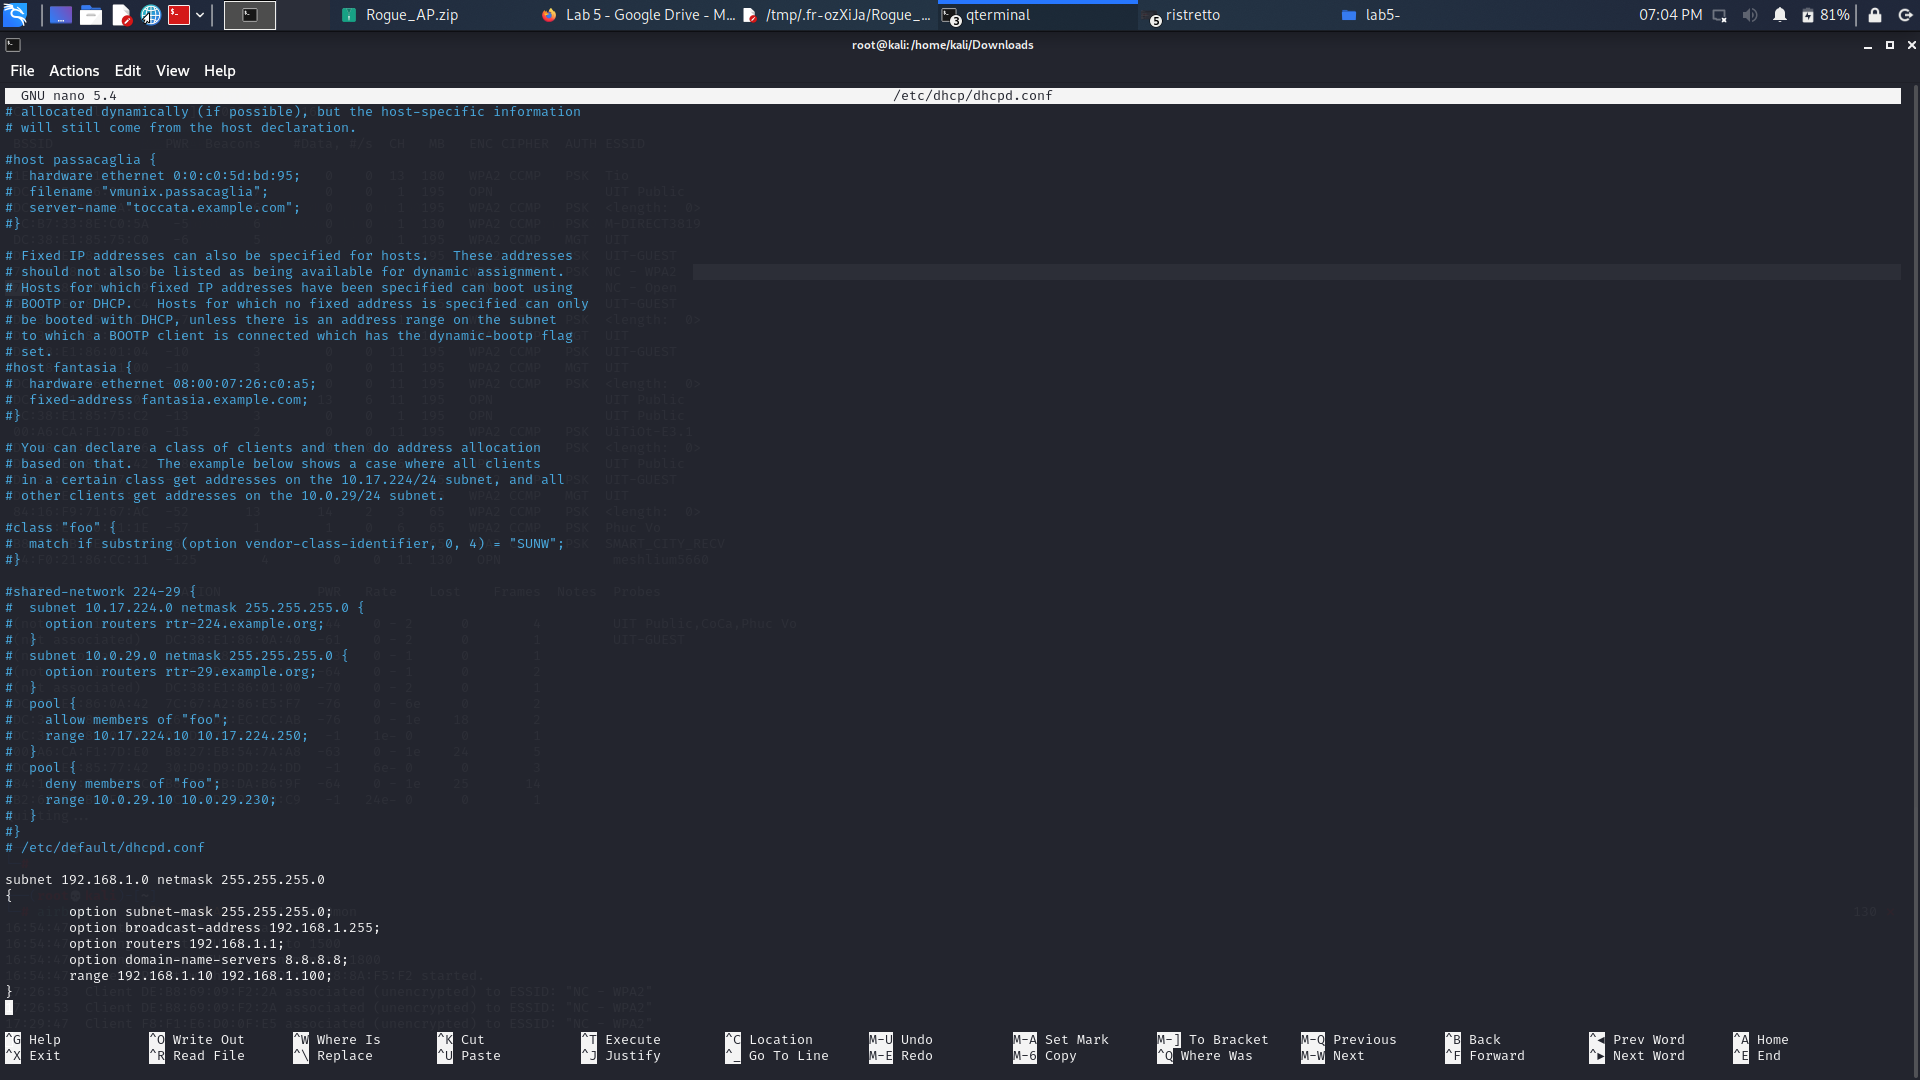 Rogue_AP.zip
Lab 5 - Google Drive - M...
/tmp/.fr-ozXiJa/Rogue_...
3 qterminal
5 ristretto
lab5-
07:04 PM
81%
root@kali:/home/kali/Downloads
File Actions Edit View Help
GNU nano 5.4 /etc/dhcp/dhcpd.conf
# allocated dynamically (if possible), but the host-specific information
# will still come from the host declaration.
#host passacaglia {
#  hardware ethernet 0:0:c0:5d:bd:95;
#  filename "vmunix.passacaglia";
#  server-name "toccata.example.com";
#}
# Fixed IP addresses can also be specified for hosts.   These addresses
# should not also be listed as being available for dynamic assignment.
# Hosts for which fixed IP addresses have been specified can boot using
# BOOTP or DHCP.   Hosts for which no fixed address is specified can only
# be booted with DHCP, unless there is an address range on the subnet
# to which a BOOTP client is connected which has the dynamic-bootp flag
# set.
#host fantasia {
#  hardware ethernet 08:00:07:26:c0:a5;
#  fixed-address fantasia.example.com;
#}
# You can declare a class of clients and then do address allocation
# based on that.   The example below shows a case where all clients
# in a certain class get addresses on the 10.17.224/24 subnet, and all
# other clients get addresses on the 10.0.29/24 subnet.
#class "foo" {
#  match if substring (option vendor-class-identifier, 0, 4) = "SUNW";
#}
#shared-network 224-29 {
#  subnet 10.17.224.0 netmask 255.255.255.0 {
#    option routers rtr-224.example.org;
#  }
#  subnet 10.0.29.0 netmask 255.255.255.0 {
#    option routers rtr-29.example.org;
#  }
#  pool {
#    allow members of "foo";
#    range 10.17.224.10 10.17.224.250;
#  }
#  pool {
#    deny members of "foo";
#    range 10.0.29.10 10.0.29.230;
#  }
#}
# /etc/default/dhcpd.conf
subnet 192.168.1.0 netmask 255.255.255.0
{
        option subnet-mask 255.255.255.0;
        option broadcast-address 192.168.1.255;
        option routers 192.168.1.1;
        option domain-name-servers 8.8.8.8;
        range 192.168.1.10 192.168.1.100;
}
^G Help ^O Write Out ^W Where Is ^K Cut ^T Execute ^C Location M-U Undo M-A Set Mark M-] To Bracket M-Q Previous ^B Back ^◄ Prev Word ^A Home
^X Exit ^R Read File ^\ Replace ^U Paste ^J Justify ^_ Go To Line M-E Redo M-6 Copy ^Q Where Was M-W Next ^F Forward ^► Next Word ^E End